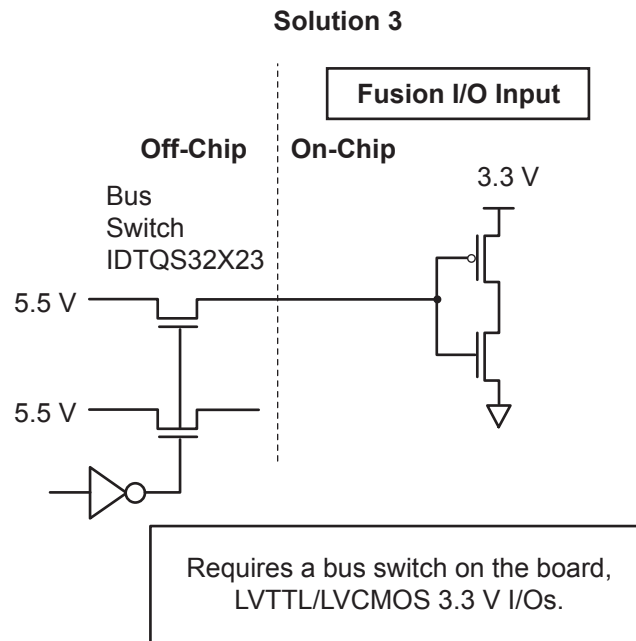 Solution 3
Fusion I/O Input
Off-Chip
On-Chip
3.3 V
Bus
Switch
IDTQS32X23
5.5 V
5.5 V
Requires a bus switch on the board,
LVTTL/LVCMOS 3.3 V I/Os.